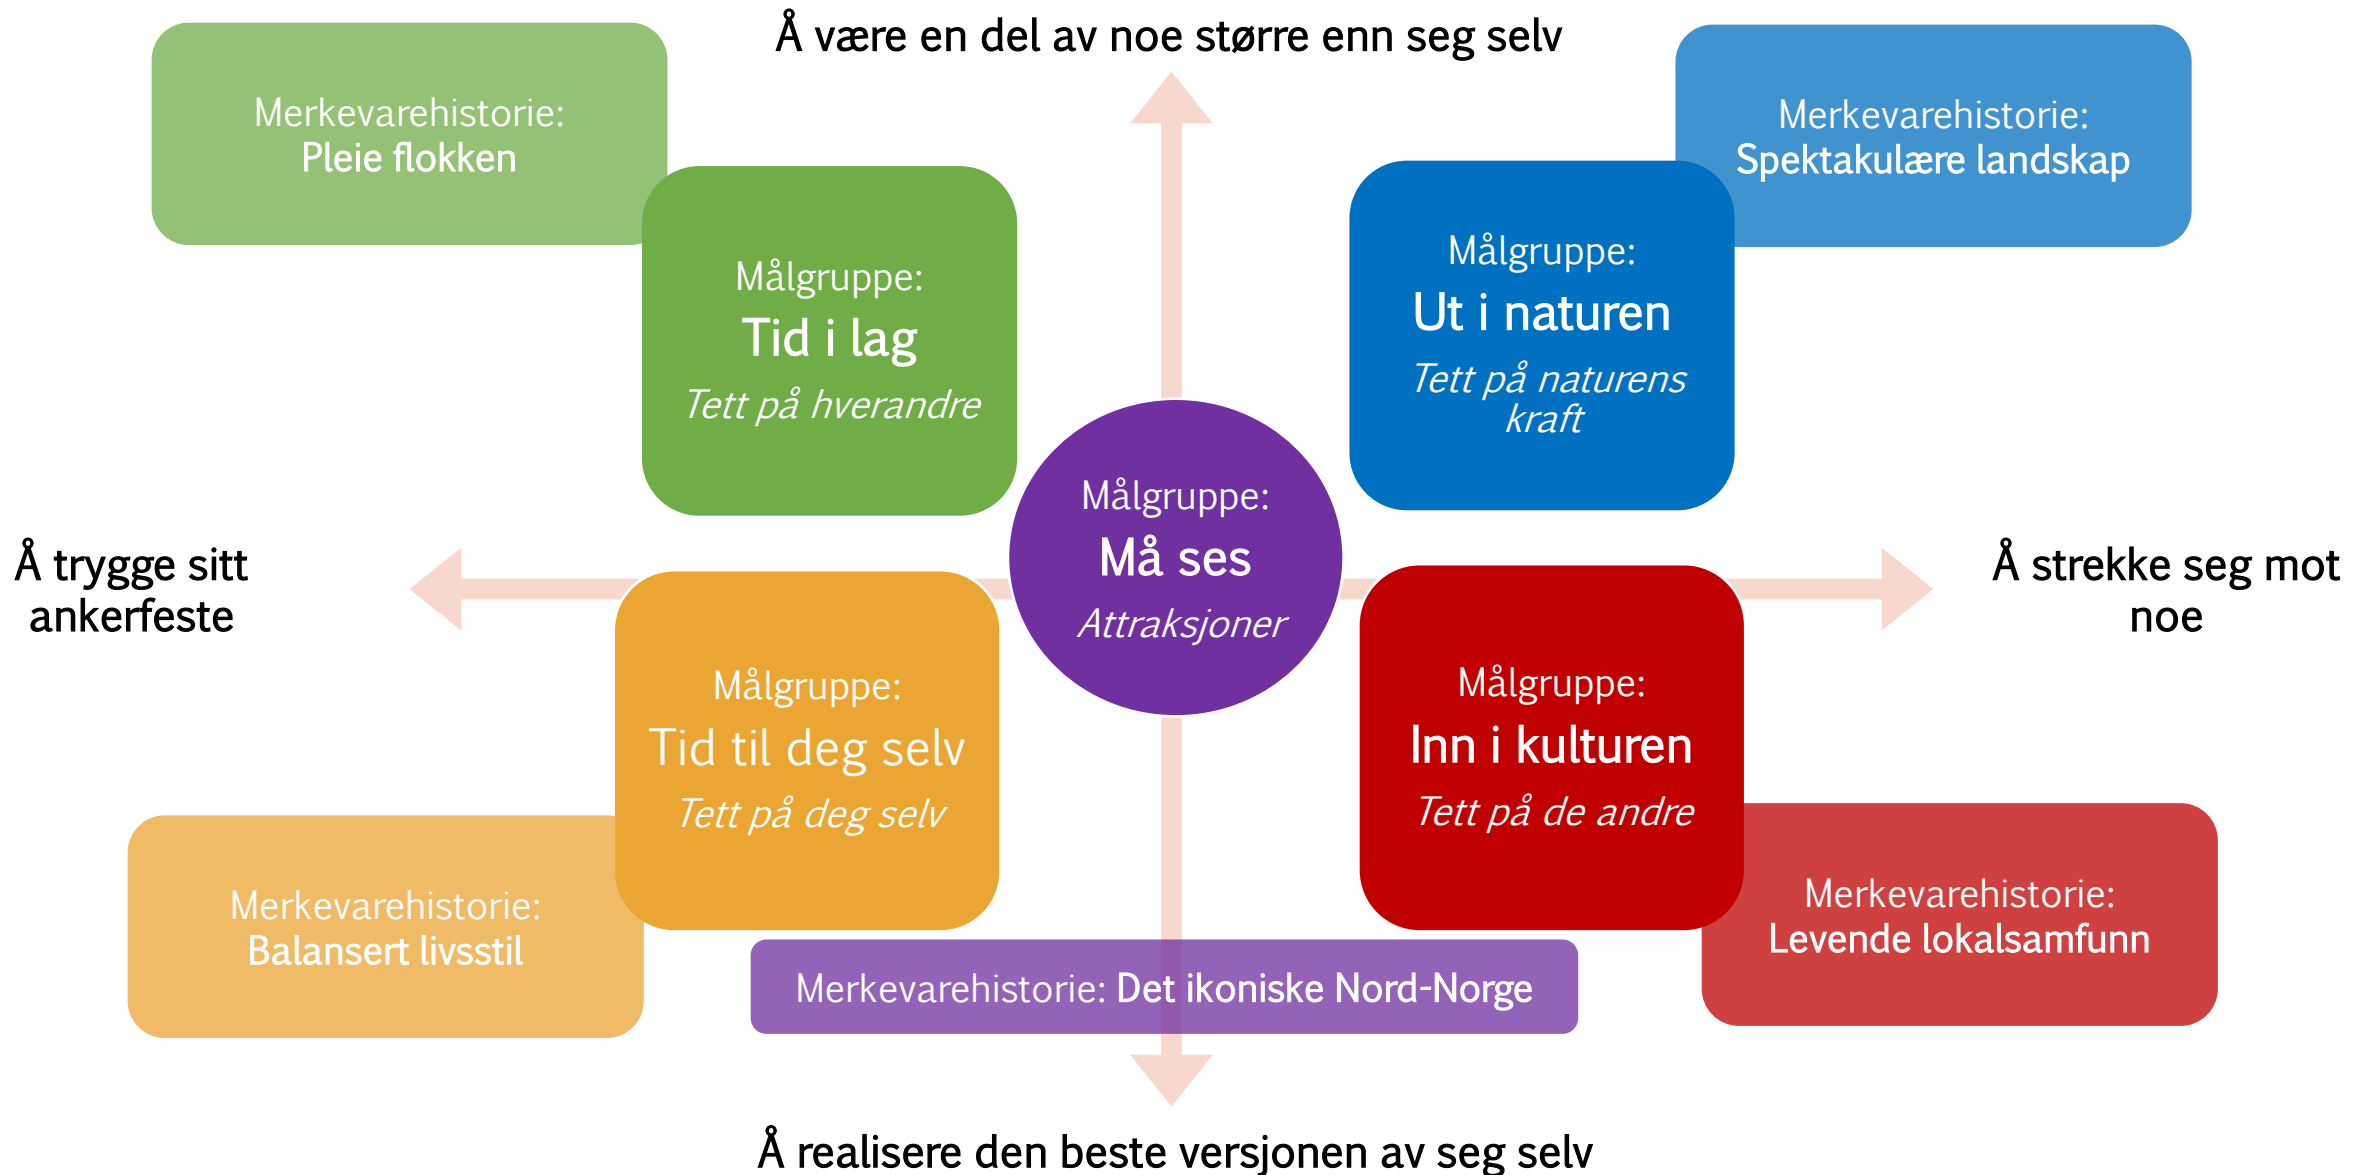 Å være en del av noe større enn seg selv
Merkevarehistorie:
Pleie flokken
Merkevarehistorie:
Spektakulære landskap
Målgruppe:
Tid i lag
Tett på hverandre
Målgruppe:
Ut i naturen
Tett på naturens
kraft
Målgruppe:
Må ses
Attraksjoner
Å trygge sitt
ankerfeste
Å strekke seg mot
noe
Målgruppe:
Tid til deg selv
Tett på deg selv
Målgruppe:
Inn i kulturen
Tett på de andre
Merkevarehistorie:
Balansert livsstil
Merkevarehistorie:
Levende lokalsamfunn
Merkevarehistorie: Det ikoniske Nord-Norge
Å realisere den beste versjonen av seg selv